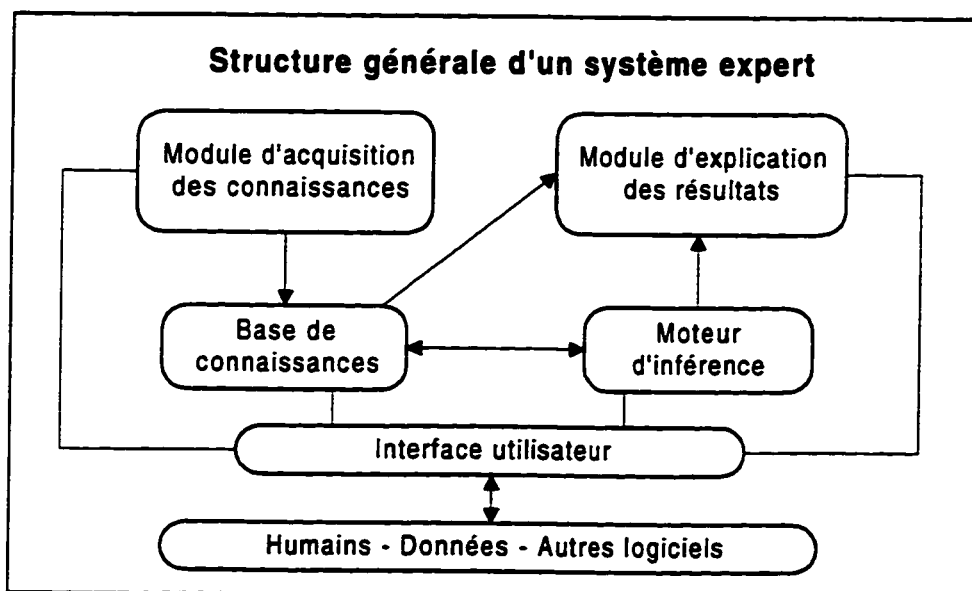 Structure générale d'un système expert
Module d'acquisition
des connaissances
Module d'explication
des résultats
Base de
connaissances
Moteur
d'inférence
Interface utilisateur
Humains - Données - Autres logiciels